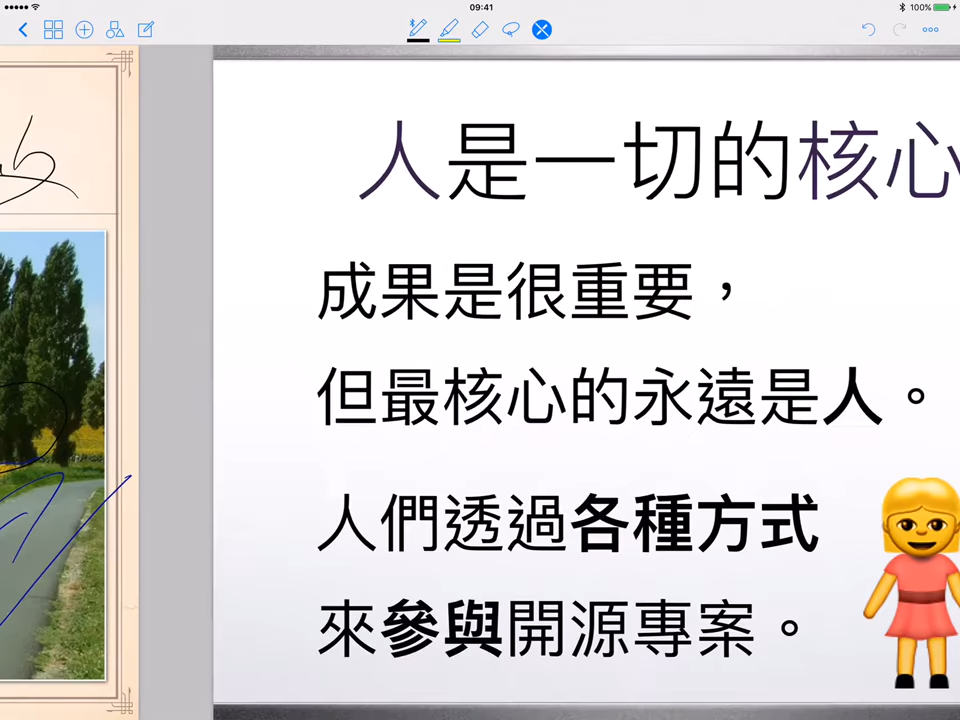 09:41
100%
人是一切的核心
成果是很重要，
但最核心的永遠是人。
人們透過各種方式
來參與開源專案。